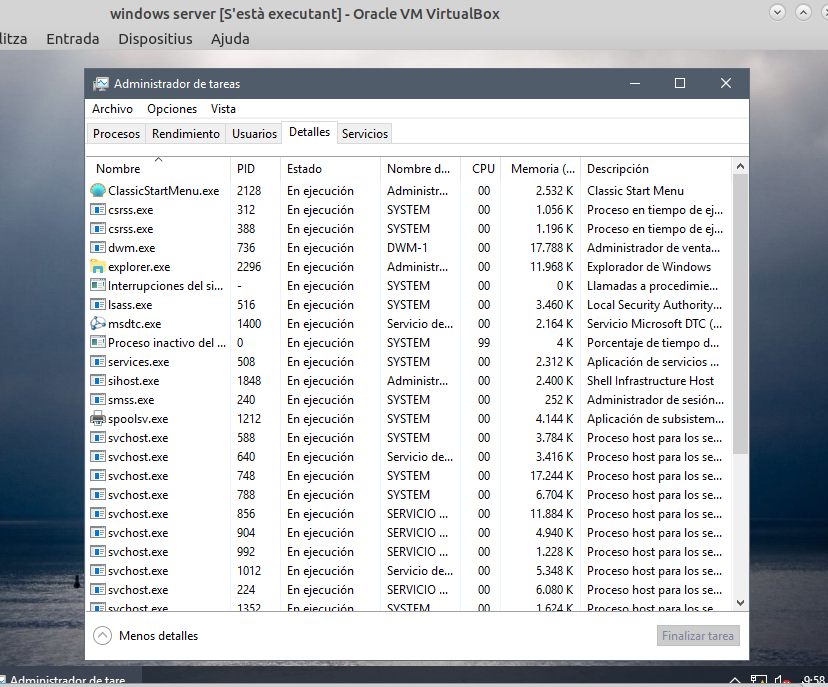 windows server [S'està executant] - Oracle VM VirtualBox
litza Entrada Dispositius Ajuda
Administrador de tareas
Archivo Opciones Vista
Procesos Rendimiento Usuarios Detalles Servicios
Nombre PID Estado Nombre d... CPU Memoria (... Descripción
ClassicStartMenu.exe 2128 En ejecución Administr... 00 2.532 K Classic Start Menu
csrss.exe 312 En ejecución SYSTEM 00 1.056 K Proceso en tiempo de ej...
csrss.exe 388 En ejecución SYSTEM 00 1.196 K Proceso en tiempo de ej...
dwm.exe 736 En ejecución DWM-1 00 17.788 K Administrador de venta...
explorer.exe 2296 En ejecución Administr... 00 11.968 K Explorador de Windows
Interrupciones del si... - En ejecución SYSTEM 00 0 K Llamadas a procedimie...
lsass.exe 516 En ejecución SYSTEM 00 3.460 K Local Security Authority...
msdtc.exe 1400 En ejecución Servicio de... 00 2.164 K Servicio Microsoft DTC (...
Proceso inactivo del ... 0 En ejecución SYSTEM 99 4 K Porcentaje de tiempo d...
services.exe 508 En ejecución SYSTEM 00 2.312 K Aplicación de servicios ...
sihost.exe 1848 En ejecución Administr... 00 2.400 K Shell Infrastructure Host
smss.exe 240 En ejecución SYSTEM 00 252 K Administrador de sesión...
spoolsv.exe 1212 En ejecución SYSTEM 00 4.144 K Aplicación de subsistem...
svchost.exe 588 En ejecución SYSTEM 00 3.784 K Proceso host para los se...
svchost.exe 640 En ejecución Servicio de... 00 3.416 K Proceso host para los se...
svchost.exe 748 En ejecución SYSTEM 00 17.244 K Proceso host para los se...
svchost.exe 788 En ejecución SYSTEM 00 6.704 K Proceso host para los se...
svchost.exe 856 En ejecución SERVICIO ... 00 11.884 K Proceso host para los se...
svchost.exe 904 En ejecución SERVICIO ... 00 4.940 K Proceso host para los se...
svchost.exe 992 En ejecución SERVICIO ... 00 1.228 K Proceso host para los se...
svchost.exe 1012 En ejecución Servicio de... 00 5.348 K Proceso host para los se...
svchost.exe 224 En ejecución SERVICIO ... 00 6.080 K Proceso host para los se...
svchost.exe 1352 En ejecución SYSTEM 00 1.624 K Proceso host para los se...
Menos detalles Finalizar tarea
Administrador de tare... 9:58